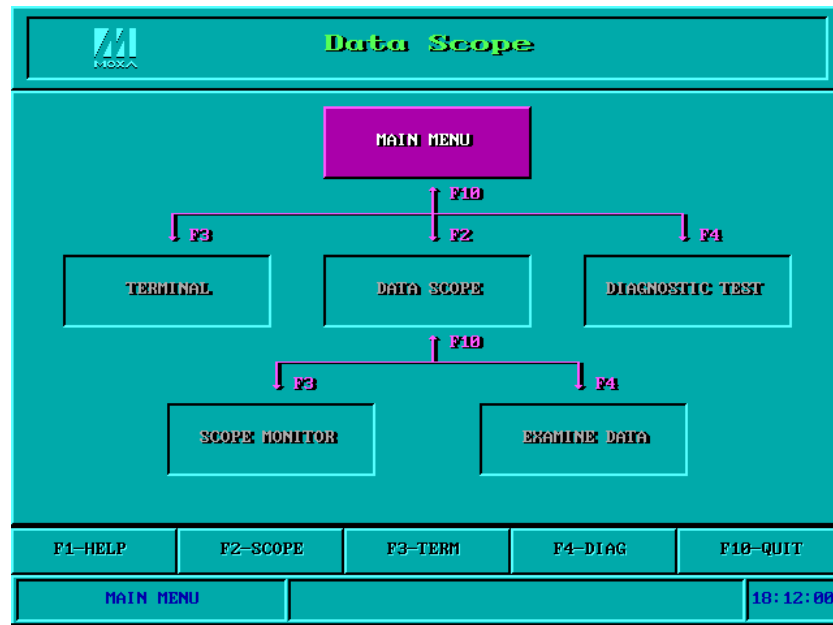 MOXA
Data Scope
MAIN MENU
F10
F3 F2 F4
TERMINAL DATA SCOPE DIAGNOSTIC TEST
F10
F3 F4
SCOPE MONITOR EXAMINE DATA
F1-HELP F2-SCOPE F3-TERM F4-DIAG F10-QUIT
MAIN MENU 18:12:00